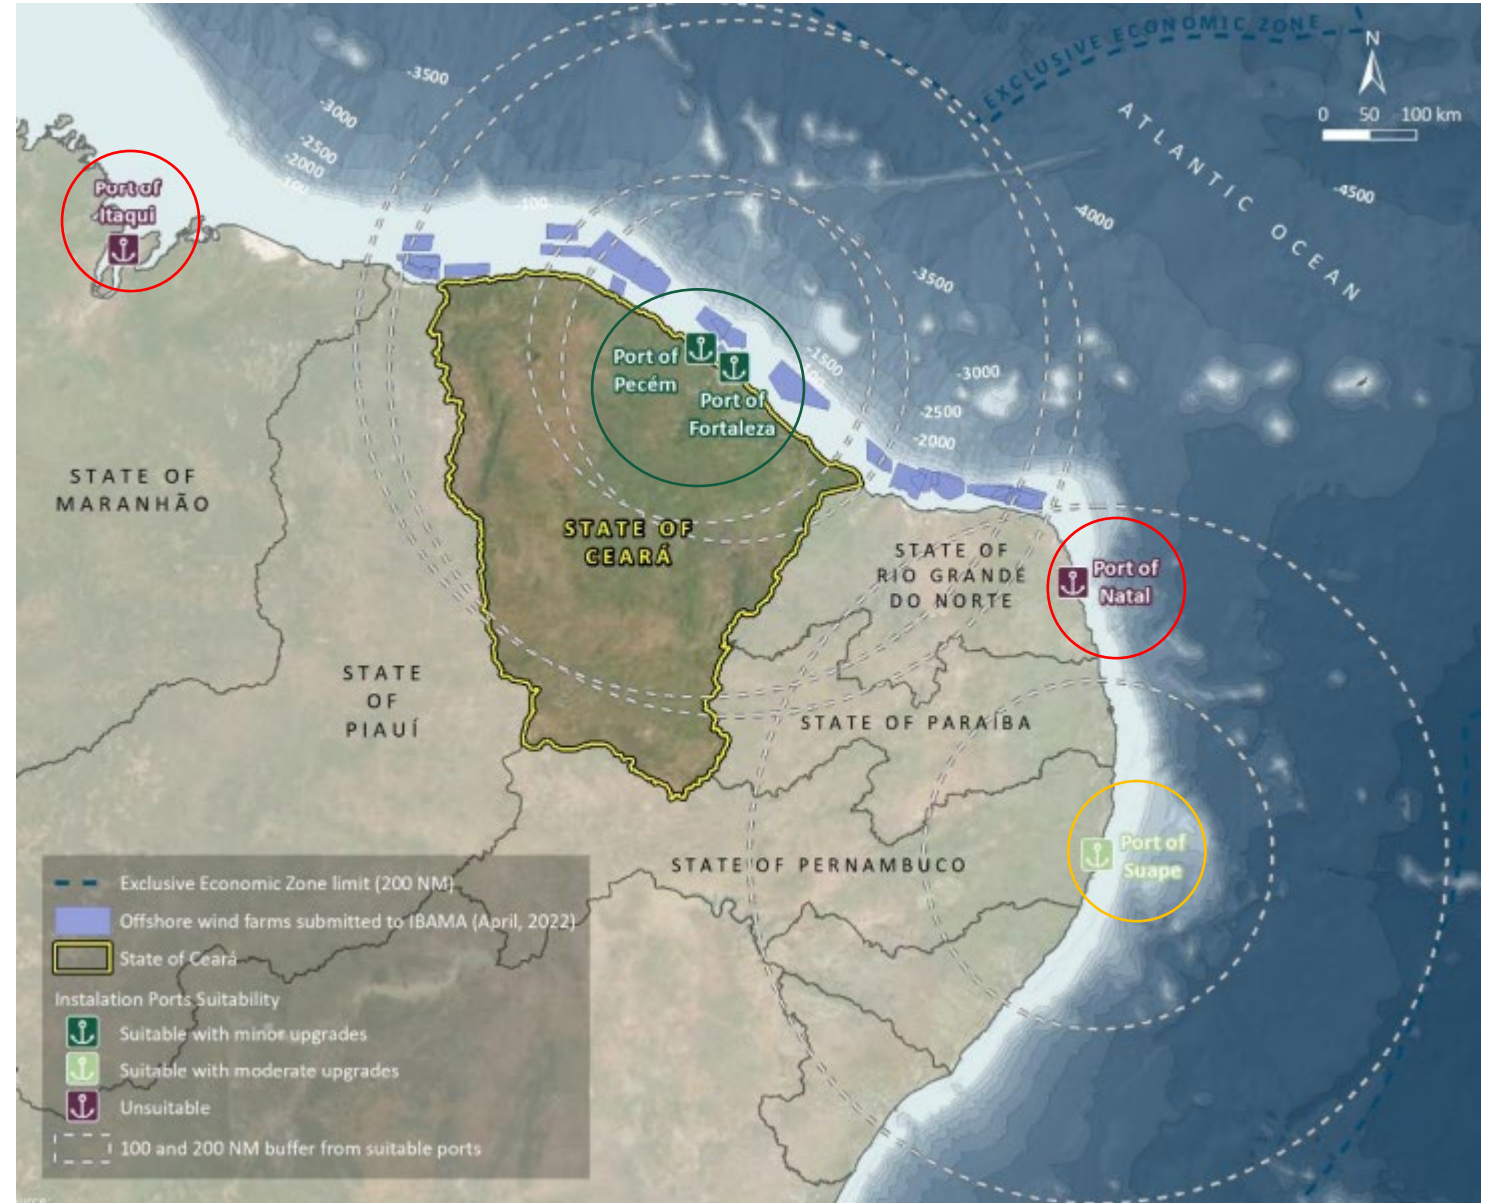 EXCLUSIVE ECONOMIC ZONE
N
0 50 100 km
ATLANTIC OCEAN
-3500
-3000
-2500
-2000
-100
-100
-4500
-4000
-3500
-3000
-2500
-2000
-1500
Port of
Itaqui
Port of
Pecém
Port of
Fortaleza
STATE OF
MARANHÃO
STATE OF
CEARÁ
STATE OF
RIO GRANDE
DO NORTE
Port of
Natal
STATE
OF
PIAUÍ
STATE OF PARAÍBA
STATE OF PERNAMBUCO
Port of
Suape
Exclusive Economic Zone limit (200 NM)
Offshore wind farms submitted to IBAMA (April, 2022)
State of Ceará
Instalation Ports Suitability
Suitable with minor upgrades
Suitable with moderate upgrades
Unsuitable
100 and 200 NM buffer from suitable ports